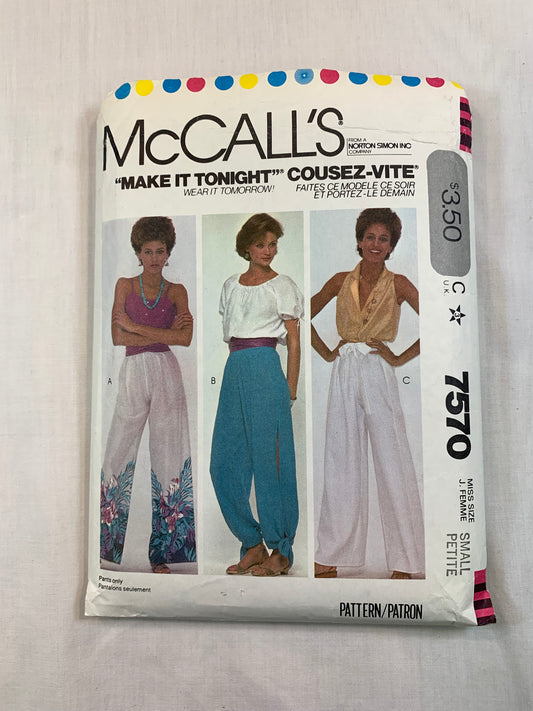 McCALL'S®
FROM A
NORTON SIMON INC
COMPANY
"MAKE IT TONIGHT"® COUSEZ-VITE®
WEAR IT TOMORROW!
FAITES CE MODELE CE SOIR
ET PORTEZ-LE DEMAIN
A
B
C
Pants only
Pantalons seulement
PATTERN/PATRON
$3.50
C
U.K.
3
7570
MISS SIZE
J. FEMME
SMALL
PETITE